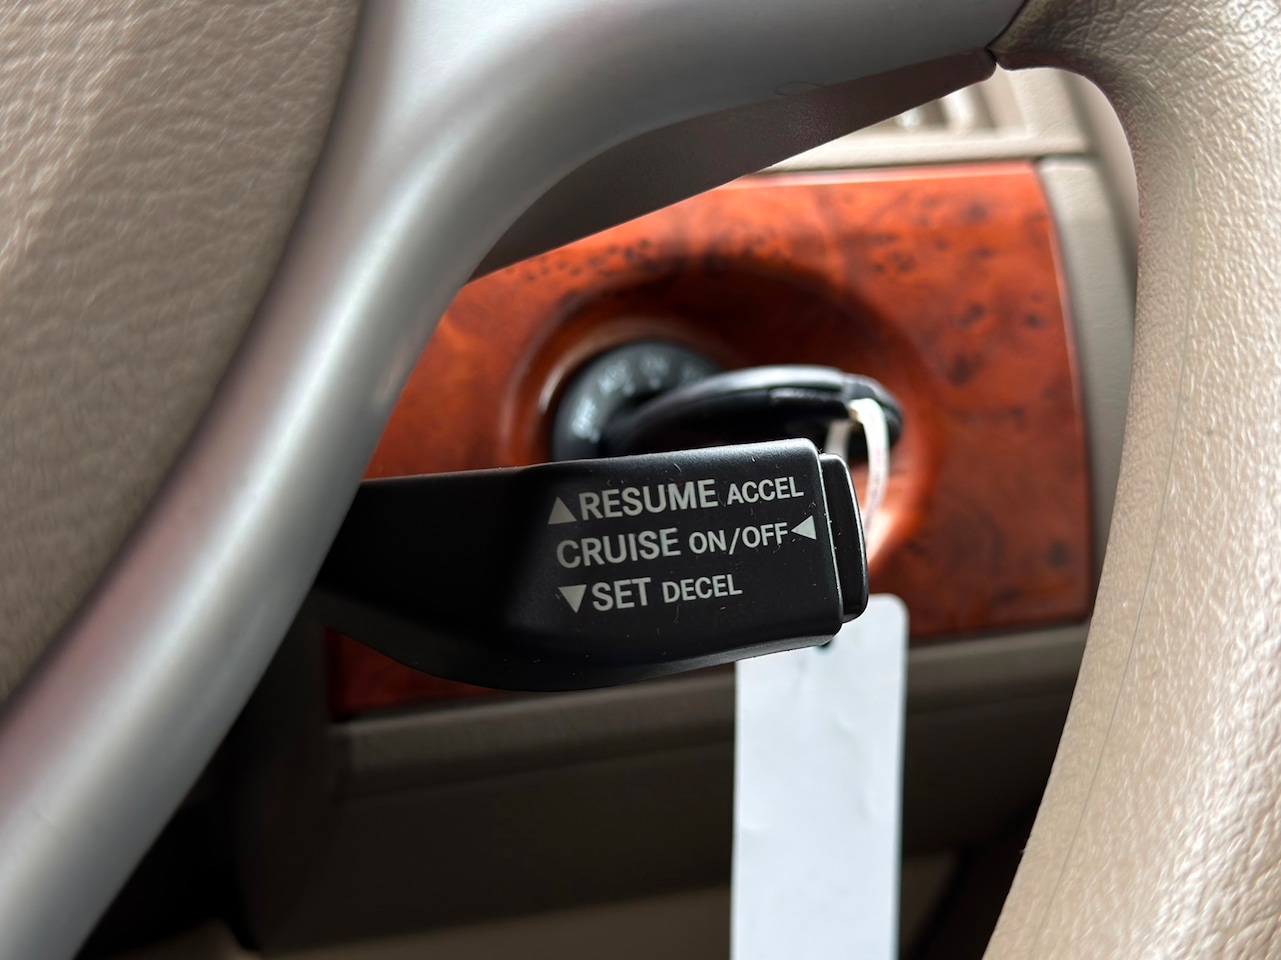 ▲RESUME ACCEL
CRUISE ON/OFF◀
▼SET DECEL